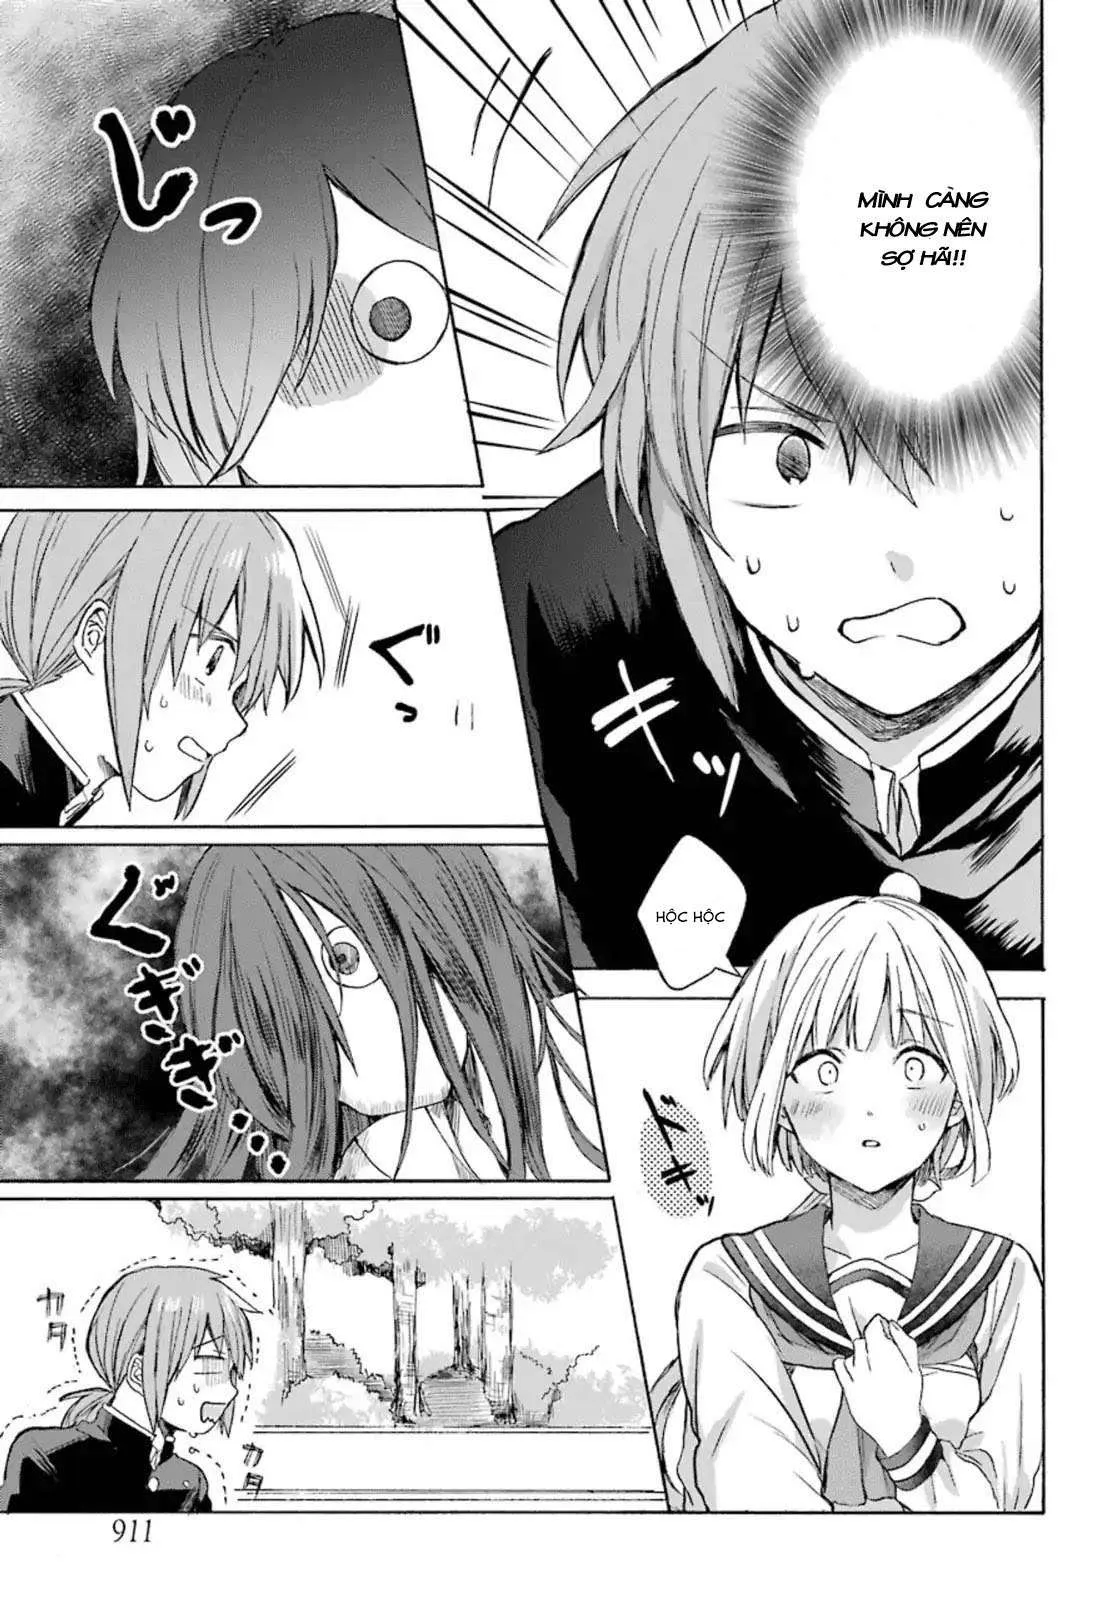 MÌNH CÀNG
KHÔNG NÊN
SỢ HÃI!!
キッ
じっ
ぐっ
HỘC HỘC
ドキッ
ぐぎぎ…
カタ
カタ
911